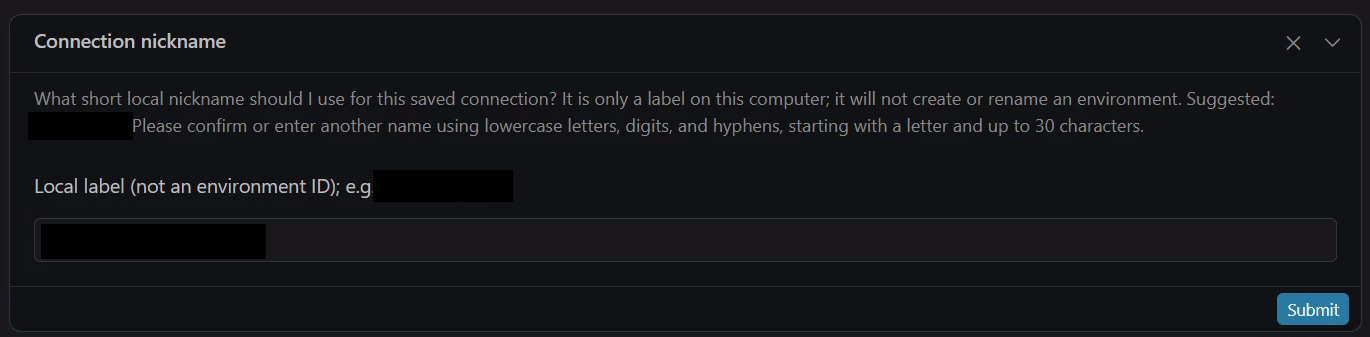 Connection nickname
What short local nickname should I use for this saved connection? It is only a label on this computer; it will not create or rename an environment. Suggested:
Please confirm or enter another name using lowercase letters, digits, and hyphens, starting with a letter and up to 30 characters.
Local label (not an environment ID); e.g.
Submit